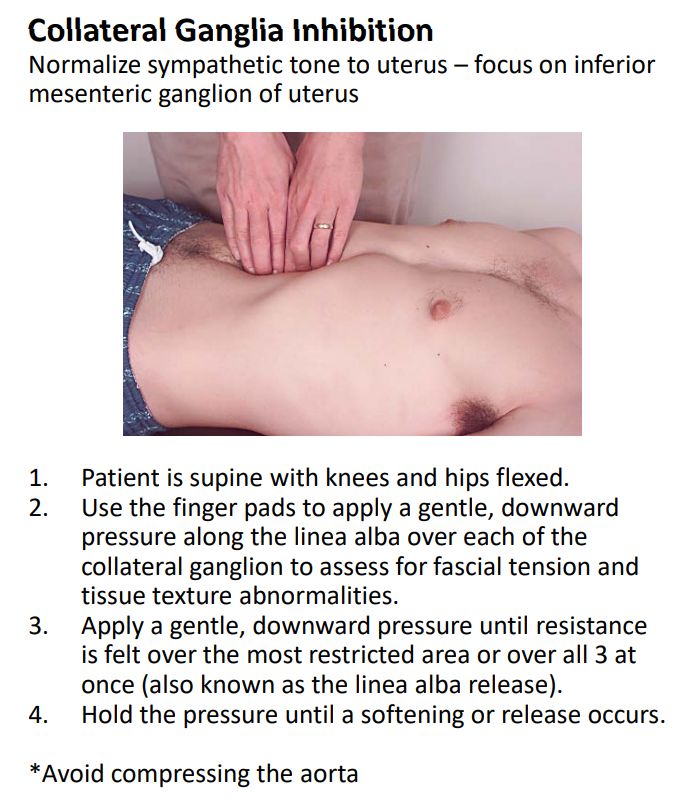 Collateral Ganglia Inhibition
Normalize sympathetic tone to uterus – focus on inferior
mesenteric ganglion of uterus
1. Patient is supine with knees and hips flexed.
2. Use the finger pads to apply a gentle, downward
pressure along the linea alba over each of the
collateral ganglion to assess for fascial tension and
tissue texture abnormalities.
3. Apply a gentle, downward pressure until resistance
is felt over the most restricted area or over all 3 at
once (also known as the linea alba release).
4. Hold the pressure until a softening or release occurs.
*Avoid compressing the aorta